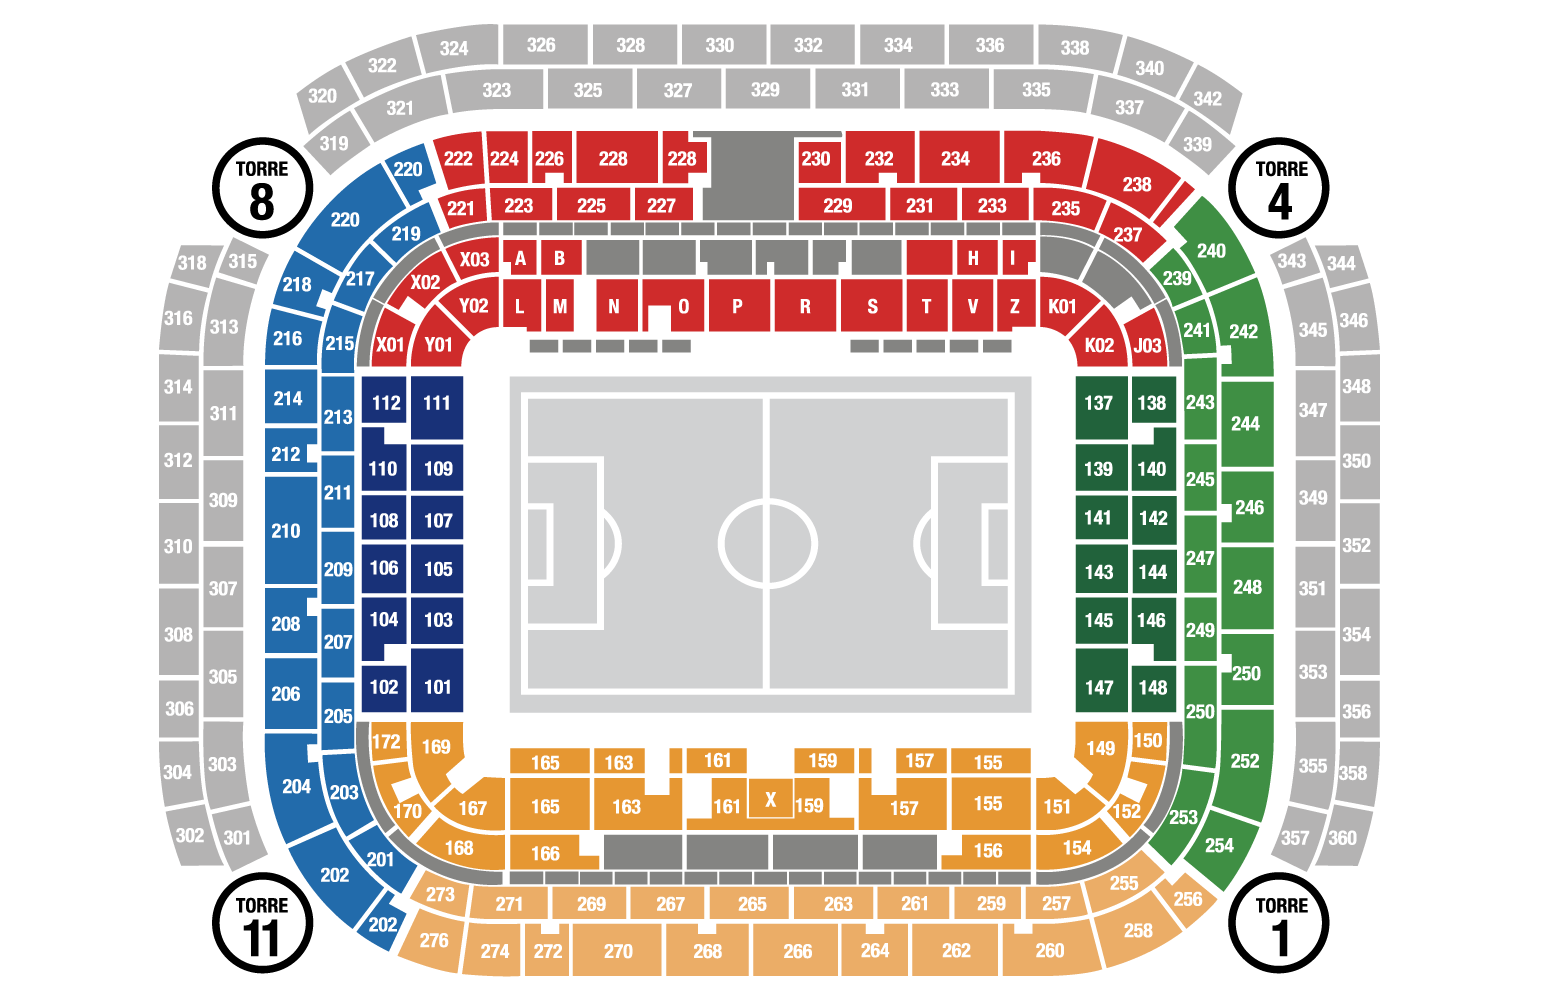 324 326 328 330 332 334 336 338
322 340
320 342
321 323 325 327 329 331 333 335 337
319 339
TORRE
8
TORRE
4
220 222 224 226 228 228 230 232 234 236
238
220 221 223 225 227 229 231 233 235
219 237 240
318 315 X03 A B H I 343 344
218 217 X02 239
316 313 Y02 L M N O P R S T V Z K01 241 242 345 346
216 215 X01 Y01 K02 J03
314 311 214 213 112 111 137 138 243 244 347 348
312 212 110 109 139 140 245 350
309 211 349
310 210 108 107 141 142 246 352
307 209 106 105 143 144 247 248 351
308 208 207 104 103 145 146 249 354
305 206 205 102 101 147 148 250 353
306 250 356
304 303 204 203 172 169 165 163 161 159 157 155 149 150 252 355 358
170 167 165 163 161 X 159 157 155 151 152 253
302 301 202 201 168 166 156 154 254 357 360
202 273 271 269 267 265 263 261 259 257 255 256
276 274 272 270 268 266 264 262 260 258
TORRE
11
TORRE
1